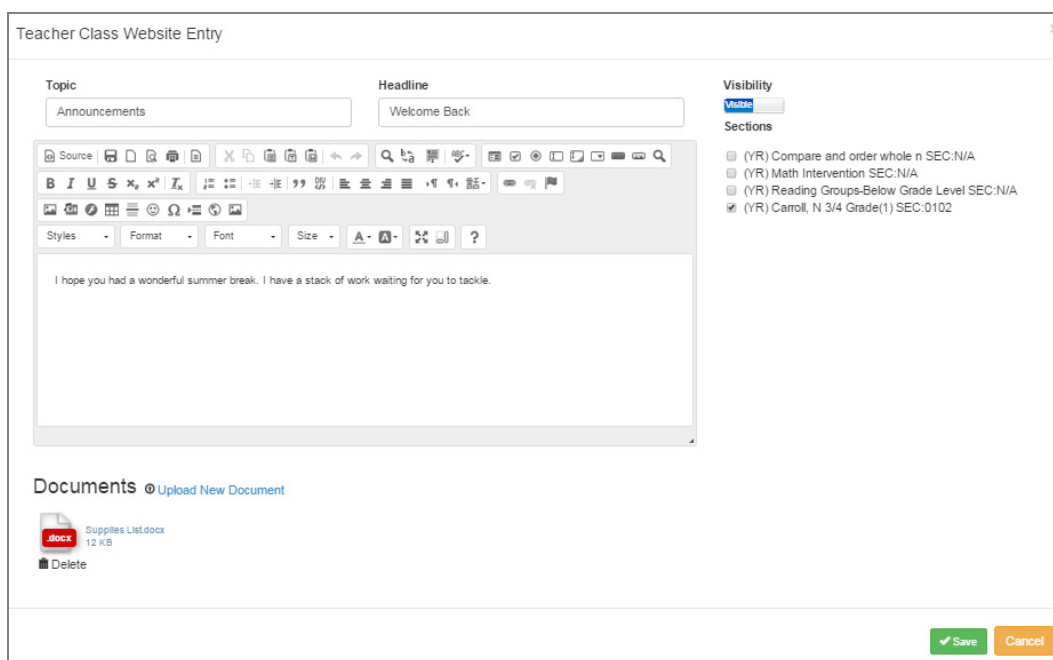 Teacher Class Website Entry
Topic
Headline
Visibility
Announcements
Welcome Back
Visible
Sections
(YR) Compare and order whole n SEC:N/A
(YR) Math Intervention SEC:N/A
(YR) Reading Groups-Below Grade Level SEC:N/A
(YR) Carroll, N 3/4 Grade(1) SEC:0102
Source
B I U S x₂ x² Tx
Styles Format Font Size A A ?
I hope you had a wonderful summer break. I have a stack of work waiting for you to tackle.
Documents Upload New Document
.docx
Supplies List.docx
12 KB
Delete
Save Cancel